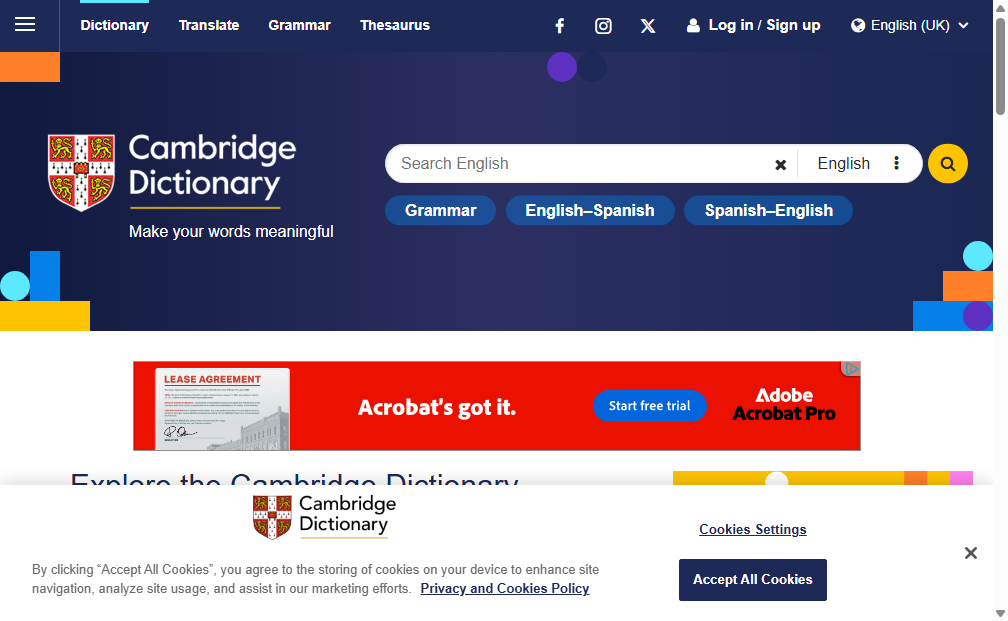 Dictionary Translate Grammar Thesaurus Log in / Sign up English (UK)
Cambridge
Dictionary
Make your words meaningful
Search English English
Grammar English–Spanish Spanish–English
LEASE AGREEMENT
Acrobat's got it.
Start free trial
Adobe
Acrobat Pro
Explore the Cambridge Dictionary
Cambridge
Dictionary
By clicking “Accept All Cookies”, you agree to the storing of cookies on your device to enhance site
navigation, analyze site usage, and assist in our marketing efforts. Privacy and Cookies Policy
Cookies Settings
Accept All Cookies